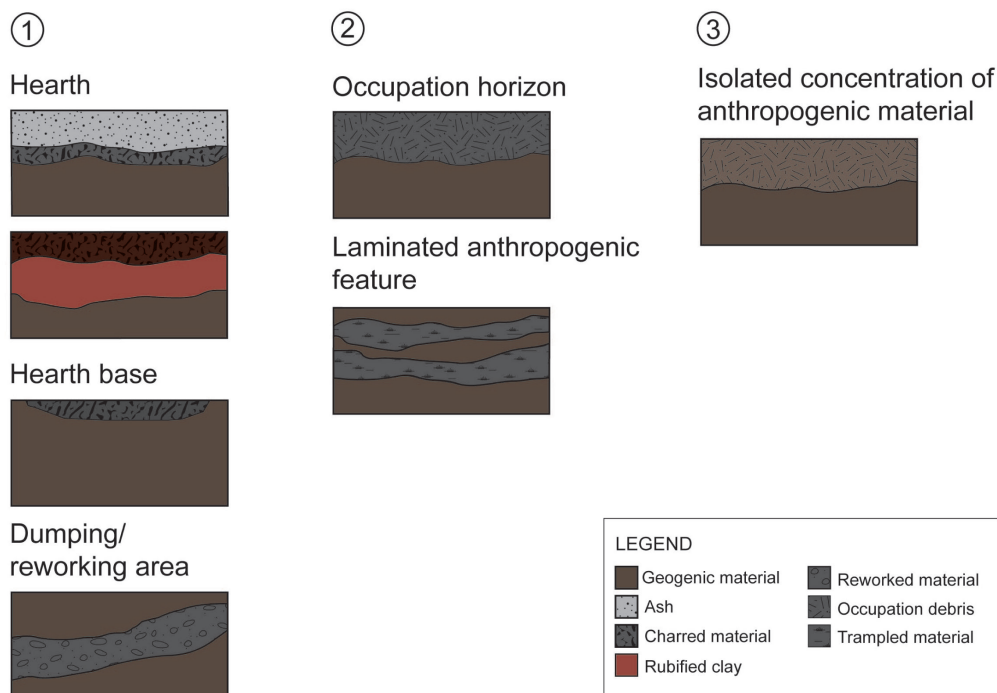 ①
Hearth
Hearth base
Dumping/
reworking area
②
Occupation horizon
Laminated anthropogenic
feature
③
Isolated concentration of
anthropogenic material
LEGEND
Geogenic material
Ash
Charred material
Rubified clay
Reworked material
Occupation debris
Trampled material